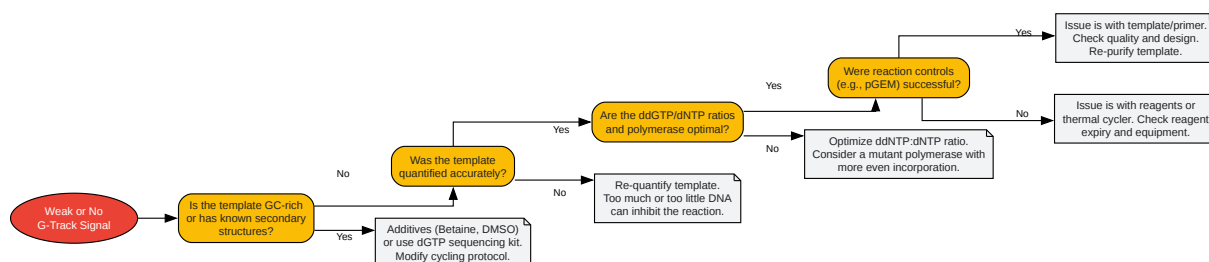 Weak or No
G-Track Signal
Is the template GC-rich
or has known secondary
structures?
No
Yes
Additives (Betaine, DMSO)
or use dGTP sequencing kit.
Modify cycling protocol.
Was the template
quantified accurately?
Yes
No
Re-quantify template.
Too much or too little DNA
can inhibit the reaction.
Are the ddGTP/dNTP ratios
and polymerase optimal?
Yes
No
Optimize ddNTP:dNTP ratio.
Consider a mutant polymerase with
more even incorporation.
Were reaction controls
(e.g., pGEM) successful?
Yes
Issue is with template/primer.
Check quality and design.
Re-purify template.
No
Issue is with reagents or
thermal cycler. Check reagent
expiry and equipment.